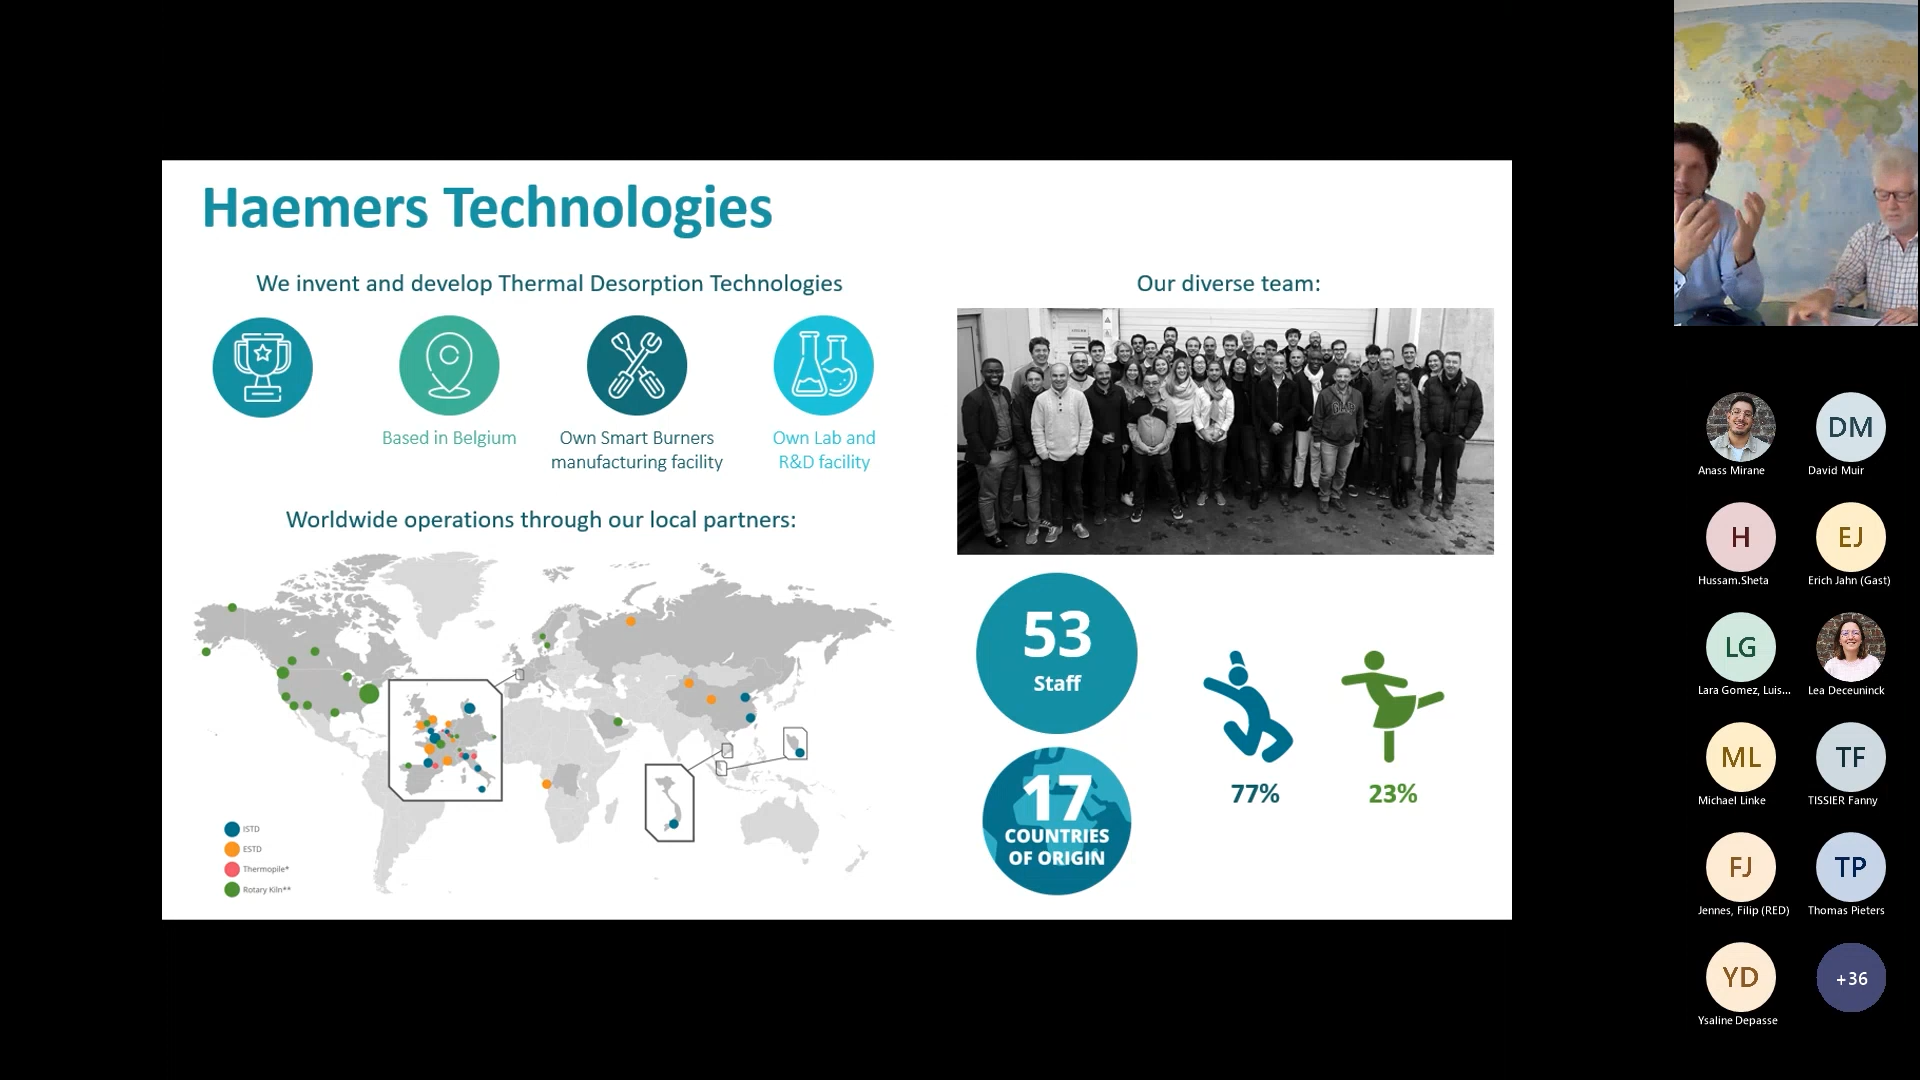 Haemers Technologies
We invent and develop Thermal Desorption Technologies
Based in Belgium
Own Smart Burners
manufacturing facility
Own Lab and
R&D facility
Worldwide operations through our local partners:
ISTD
ESTD
Thermopile*
Rotary Kiln**
Our diverse team:
53
Staff
17
COUNTRIES
OF ORIGIN
77%
23%
Anass Mirane
DM
David Muir
H
Hussam.Sheta
EJ
Erich Jahn (Gast)
LG
Lara Gomez, Luis...
Lea Deceuninck
ML
Michael Linke
TF
TISSIER Fanny
FJ
Jennes, Filip (RED)
TP
Thomas Pieters
YD
Ysaline Depasse
+36